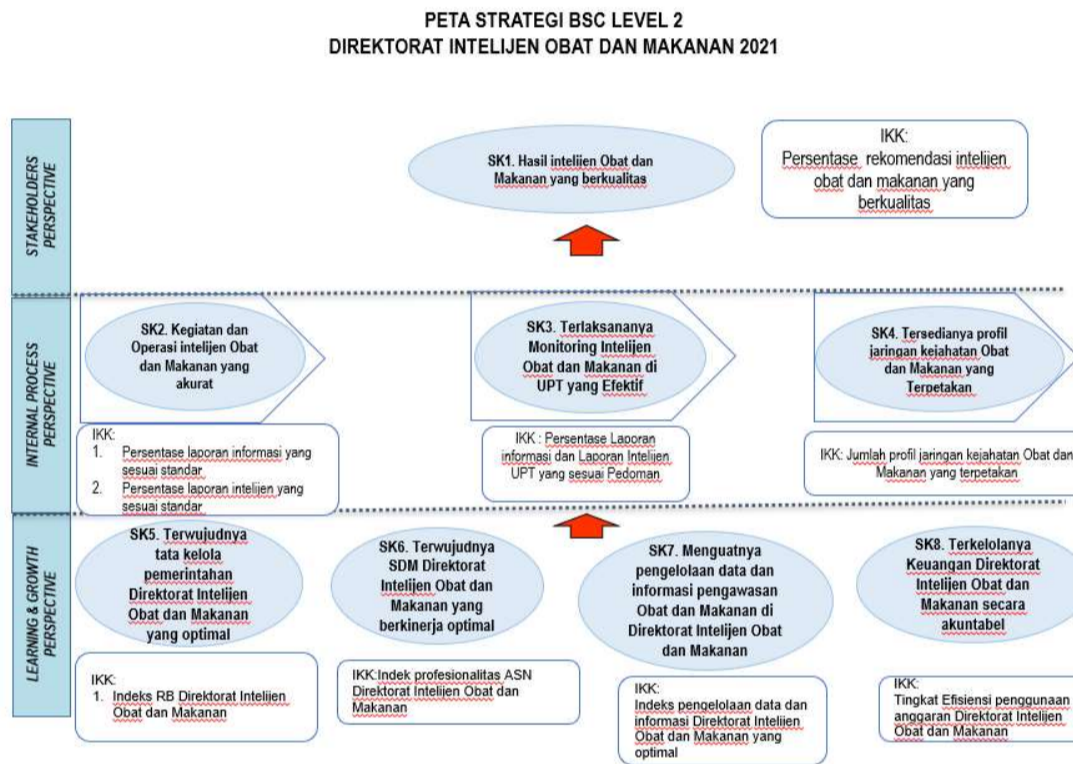 PETA STRATEGI BSC LEVEL 2
DIREKTORAT INTELIJEN OBAT DAN MAKANAN 2021
STAKEHOLDERS
PERSPECTIVE
SK1. Hasil intelijen Obat dan
Makanan yang berkualitas
IKK:
Persentase rekomendasi intelijen
obat dan makanan yang
berkualitas
INTERNAL PROCESS
PERSPECTIVE
SK2. Kegiatan dan
Operasi intelijen Obat
dan Makanan yang
akurat
SK3. Terlaksananya
Monitoring Intelijen
Obat dan Makanan di
UPT yang Efektif
SK4. Tersedianya profil
jaringan kejahatan Obat
dan Makanan yang
Terpetakan
IKK:
1. Persentase laporan informasi yang
sesuai standar
2. Persentase laporan intelijen yang
sesuai standar
IKK : Persentase Laporan
informasi dan Laporan Intelijen
UPT yang sesuai Pedoman
IKK: Jumlah profil jaringan kejahatan Obat dan
Makanan yang terpetakan
LEARNING & GROWTH
PERSPECTIVE
SK5. Terwujudnya
tata kelola
pemerintahan
Direktorat Intelijen
Obat dan Makanan
yang optimal
SK6. Terwujudnya
SDM Direktorat
Intelijen Obat dan
Makanan yang
berkinerja optimal
SK7. Menguatnya
pengelolaan data dan
informasi pengawasan
Obat dan Makanan di
Direktorat Intelijen Obat
dan Makanan
SK8. Terkelolanya
Keuangan Direktorat
Intelijen Obat dan
Makanan secara
akuntabel
IKK:
1. Indeks RB Direktorat Intelijen
Obat dan Makanan
IKK:Indek profesionalitas ASN
Direktorat Intelijen Obat dan
Makanan
IKK:
Indeks pengelolaan data dan
informasi Direktorat Intelijen
Obat dan Makanan yang
optimal
IKK:
Tingkat Efisiensi penggunaan
anggaran Direktorat Intelijen
Obat dan Makanan